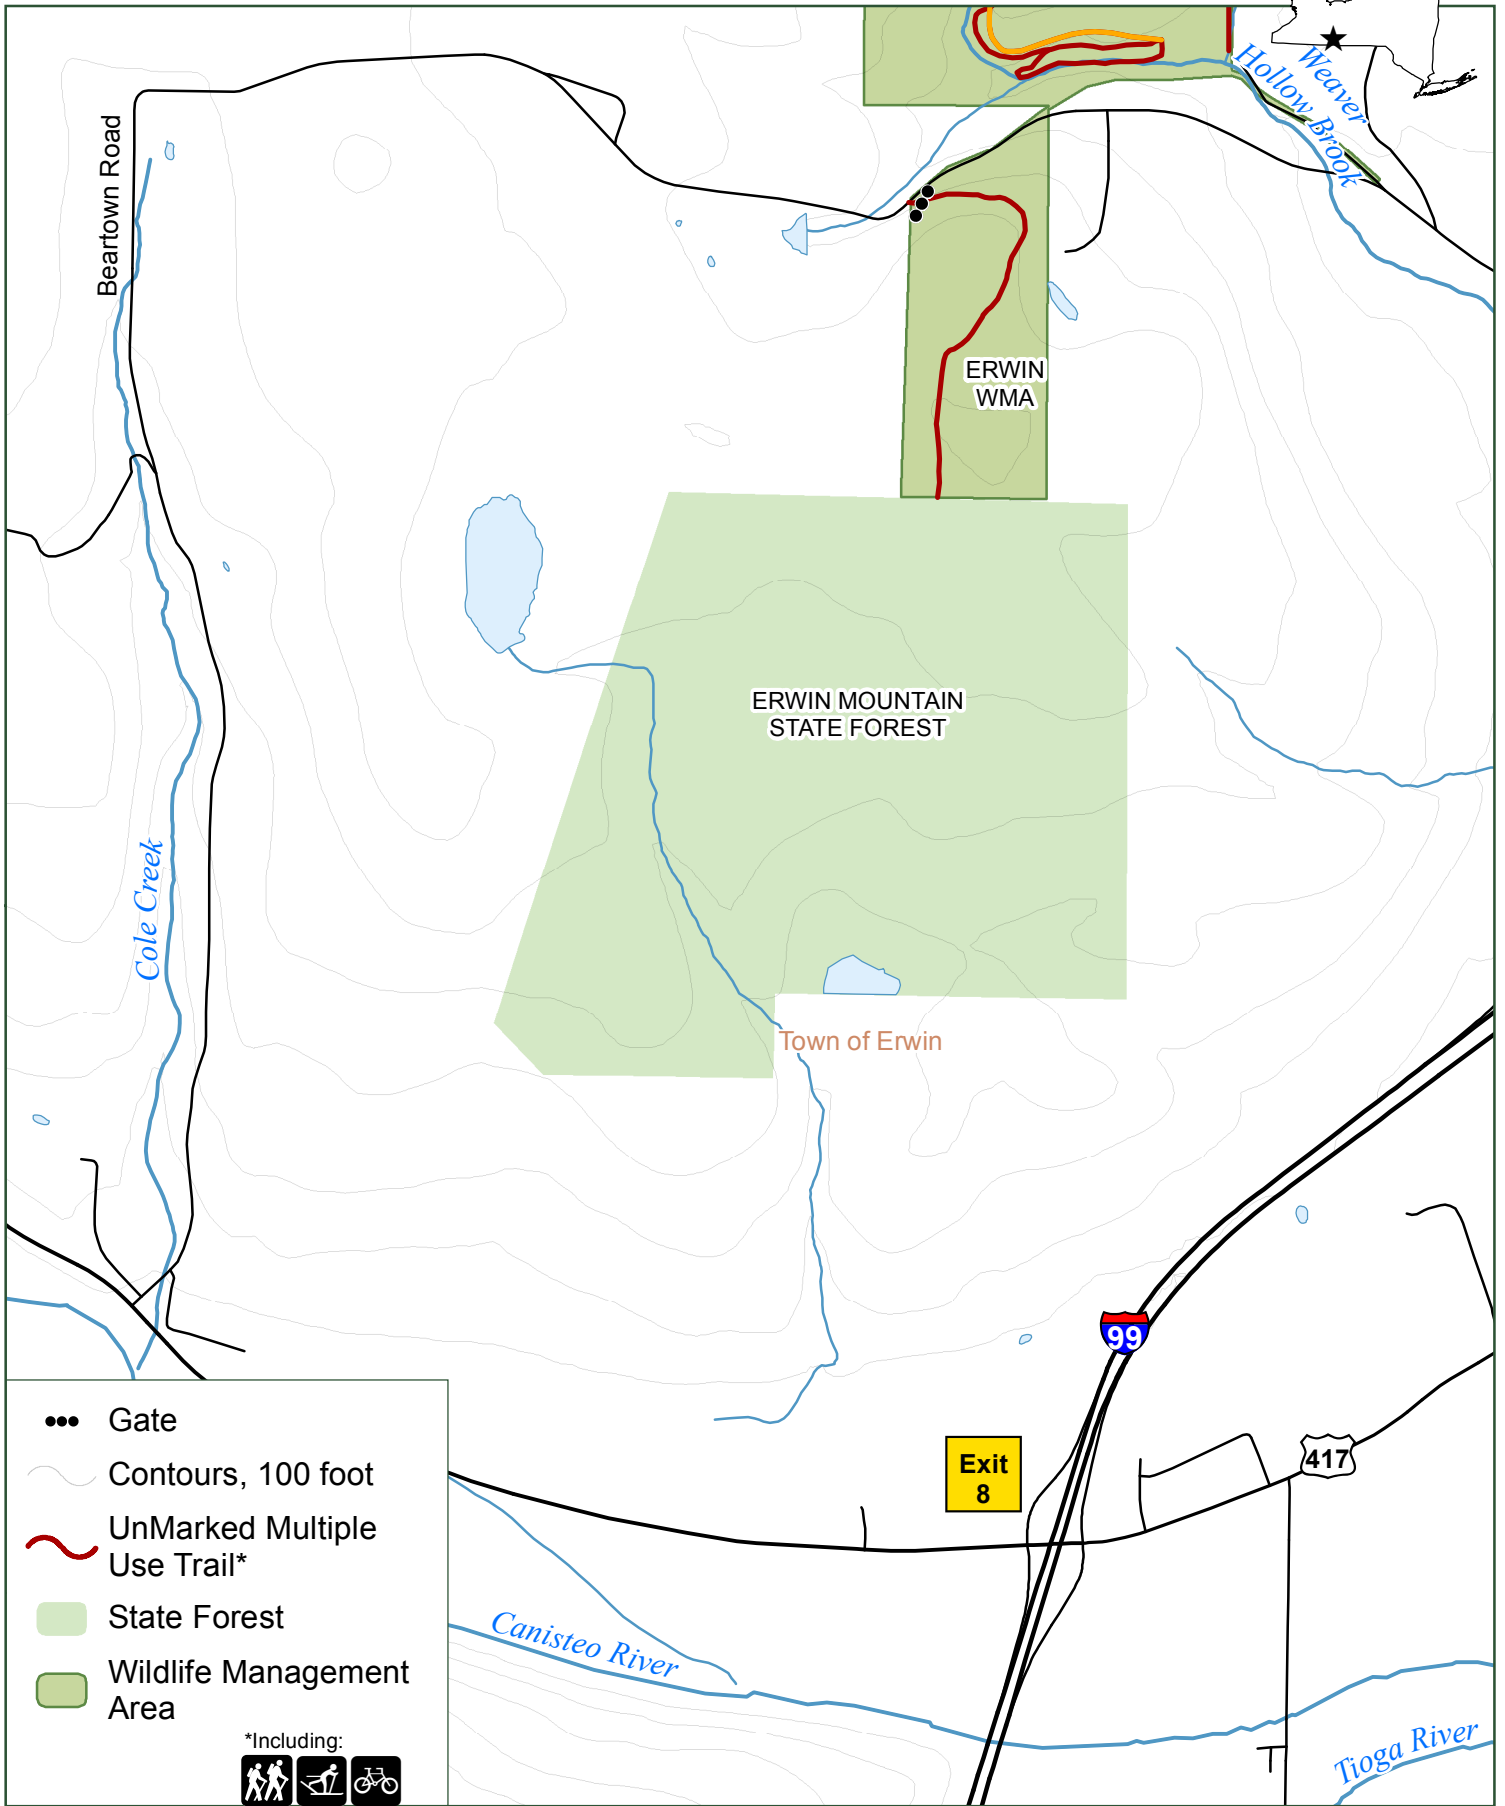 Weaver
Hollow Brook
Beartown Road
ERWIN
WMA
ERWIN MOUNTAIN
STATE FOREST
Cole Creek
Town of Erwin
99
Exit
8
417
Canisteo River
Tioga River
Gate
Contours, 100 foot
UnMarked Multiple
Use Trail*
State Forest
Wildlife Management
Area
*Including: